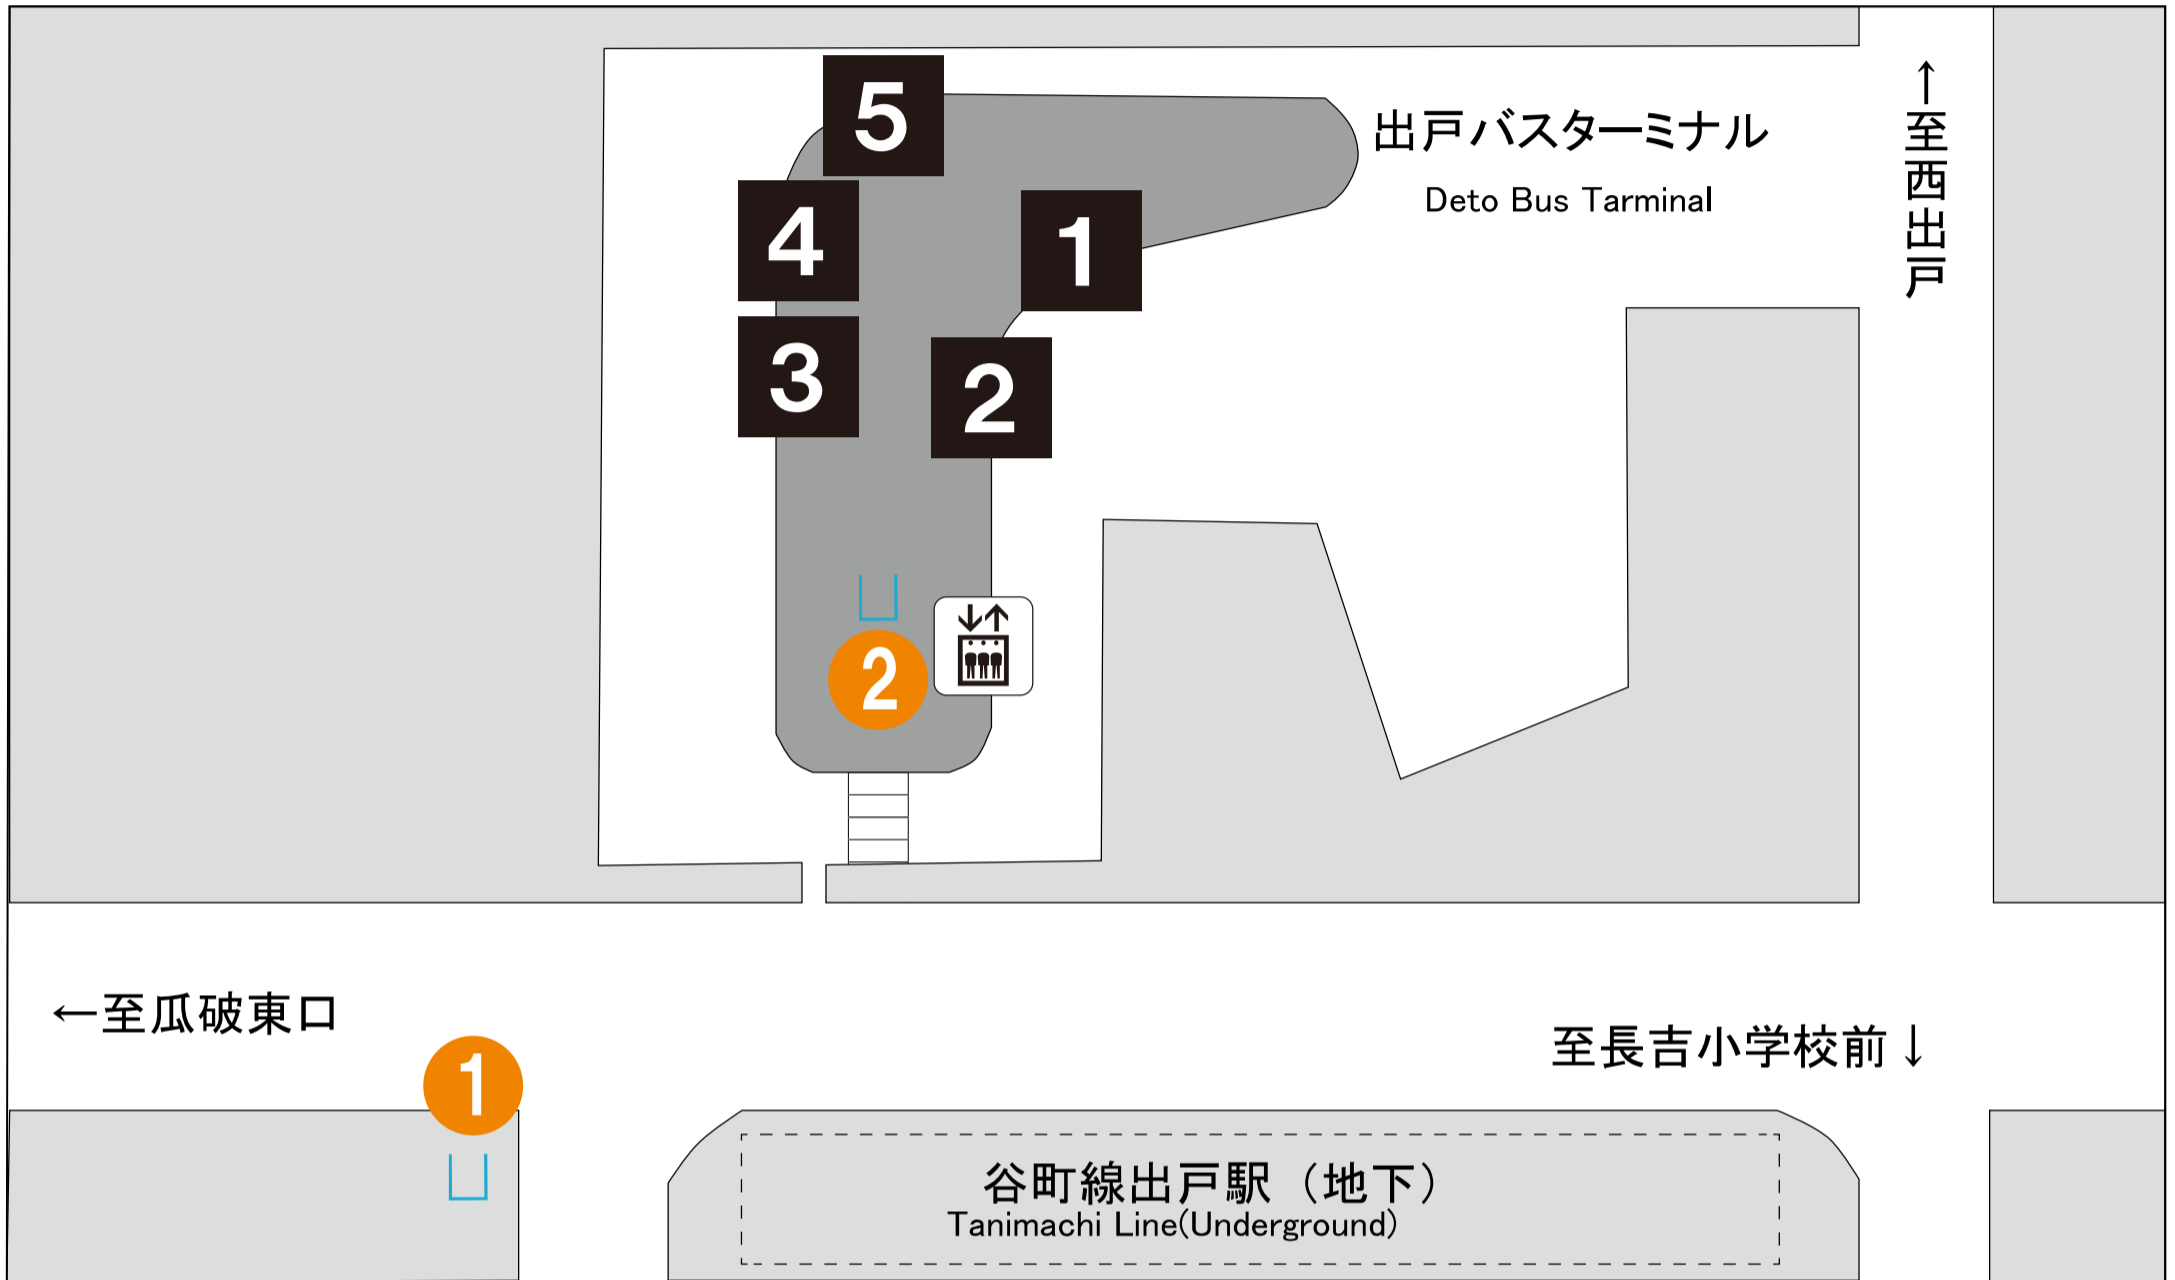 5
出戸バスターミナル
Deto Bus Tarminal
↑至西出戸
4
1
3
2
2
←至瓜破東口
至長吉小学校前↓
1
谷町線出戸駅（地下）
Tanimachi Line(Underground)